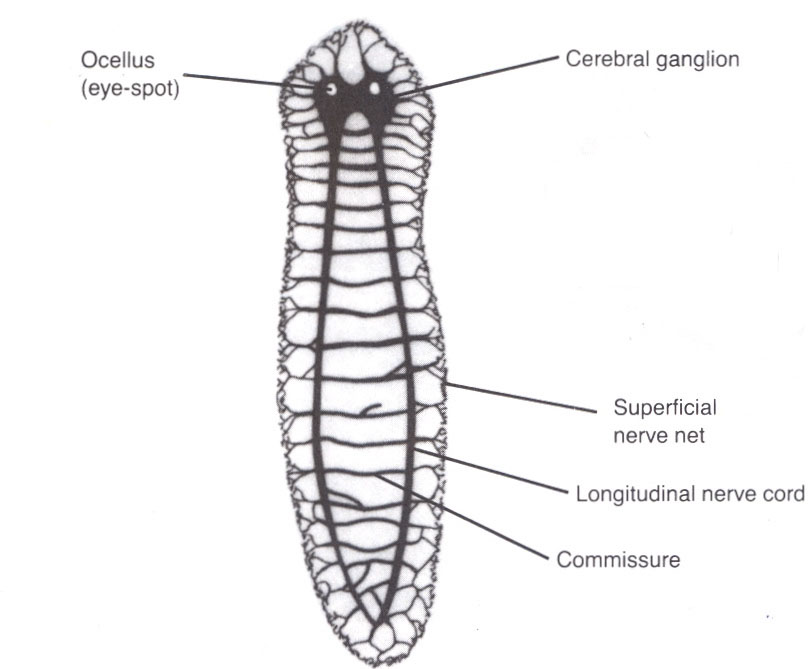 Ocellus
(eye-spot)
Cerebral ganglion
Superficial
nerve net
Longitudinal nerve cord
Commissure